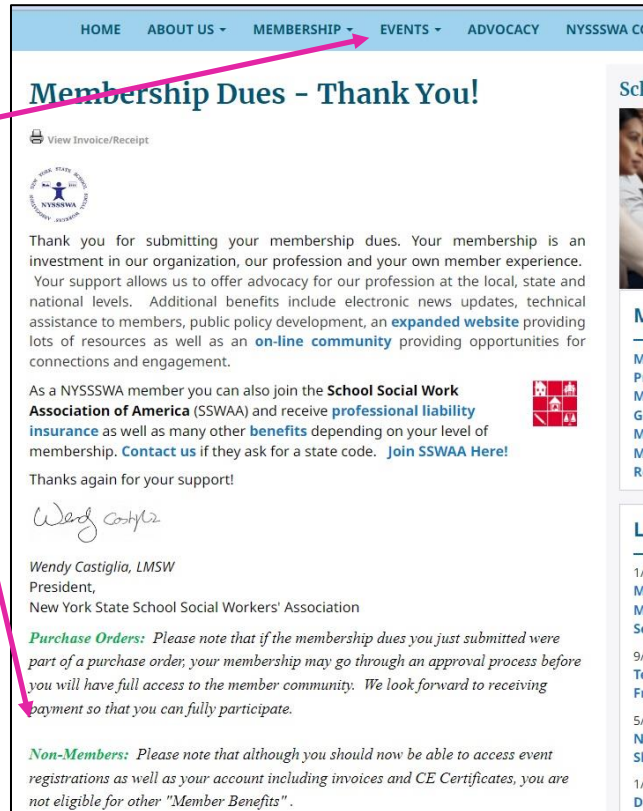 HOME ABOUT US MEMBERSHIP EVENTS ADVOCACY NYSSSWA CO
Membership Dues - Thank You!
View Invoice/Receipt
NEW YORK STATE SCHOOL
NYSSSWA
SOCIAL WORKERS' ASSOCIATION
Thank you for submitting your membership dues. Your membership is an
investment in our organization, our profession and your own member experience.
Your support allows us to offer advocacy for our profession at the local, state and
national levels. Additional benefits include electronic news updates, technical
assistance to members, public policy development, an expanded website providing
lots of resources as well as an on-line community providing opportunities for
connections and engagement.
As a NYSSSWA member you can also join the School Social Work
Association of America (SSWAA) and receive professional liability
insurance as well as many other benefits depending on your level of
membership. Contact us if they ask for a state code. Join SSWAA Here!
Thanks again for your support!
Wendy Castiglia, LMSW
President,
New York State School Social Workers' Association
Purchase Orders: Please note that if the membership dues you just submitted were
part of a purchase order, your membership may go through an approval process before
you will have full access to the member community. We look forward to receiving
payment so that you can fully participate.
Non-Members: Please note that although you should now be able to access event
registrations as well as your account including invoices and CE Certificates, you are
not eligible for other "Member Benefits" .